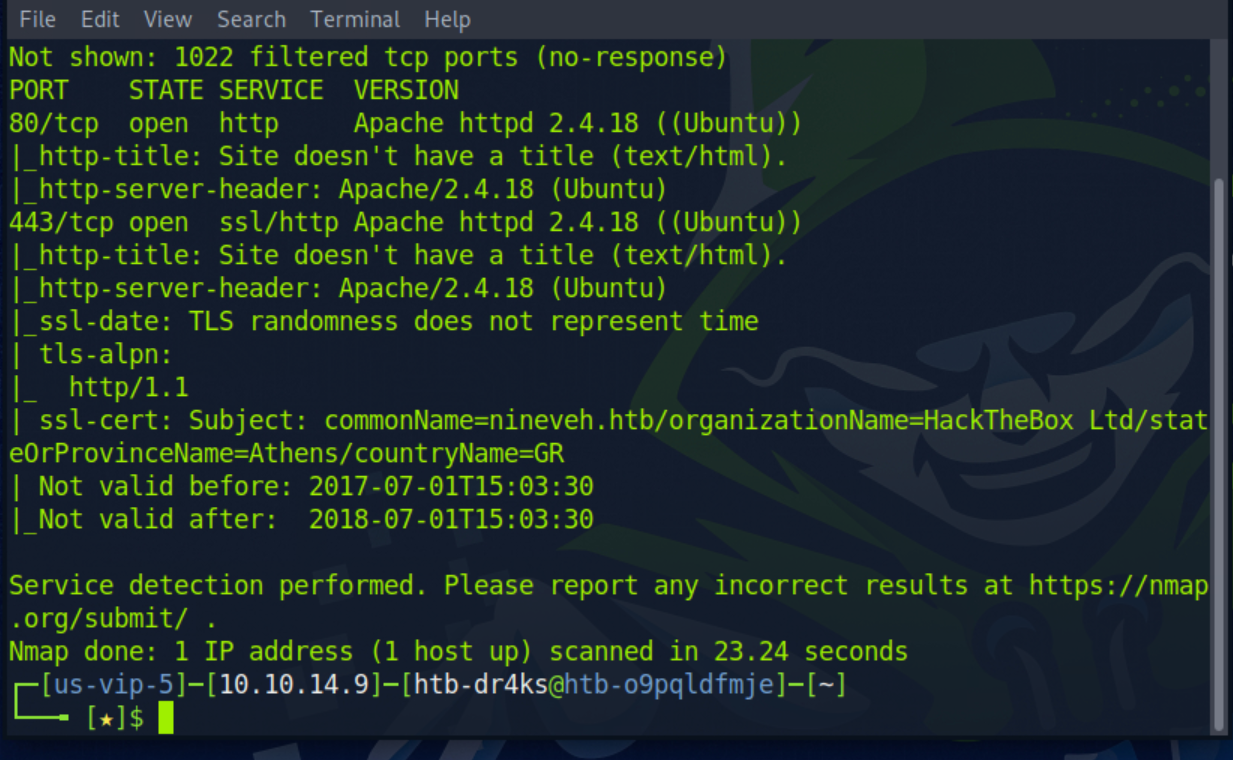 File Edit View Search Terminal Help
Not shown: 1022 filtered tcp ports (no-response)
PORT    STATE SERVICE  VERSION
80/tcp  open  http     Apache httpd 2.4.18 ((Ubuntu))
|_http-title: Site doesn't have a title (text/html).
|_http-server-header: Apache/2.4.18 (Ubuntu)
443/tcp open  ssl/http Apache httpd 2.4.18 ((Ubuntu))
|_http-title: Site doesn't have a title (text/html).
|_http-server-header: Apache/2.4.18 (Ubuntu)
|_ssl-date: TLS randomness does not represent time
| tls-alpn:
|_  http/1.1
| ssl-cert: Subject: commonName=nineveh.htb/organizationName=HackTheBox Ltd/stat
eOrProvinceName=Athens/countryName=GR
| Not valid before: 2017-07-01T15:03:30
|_Not valid after:  2018-07-01T15:03:30
Service detection performed. Please report any incorrect results at https://nmap
.org/submit/ .
Nmap done: 1 IP address (1 host up) scanned in 23.24 seconds
┌─[us-vip-5]─[10.10.14.9]─[htb-dr4ks@htb-o9pqldfmje]─[~]
└──╼ [★]$